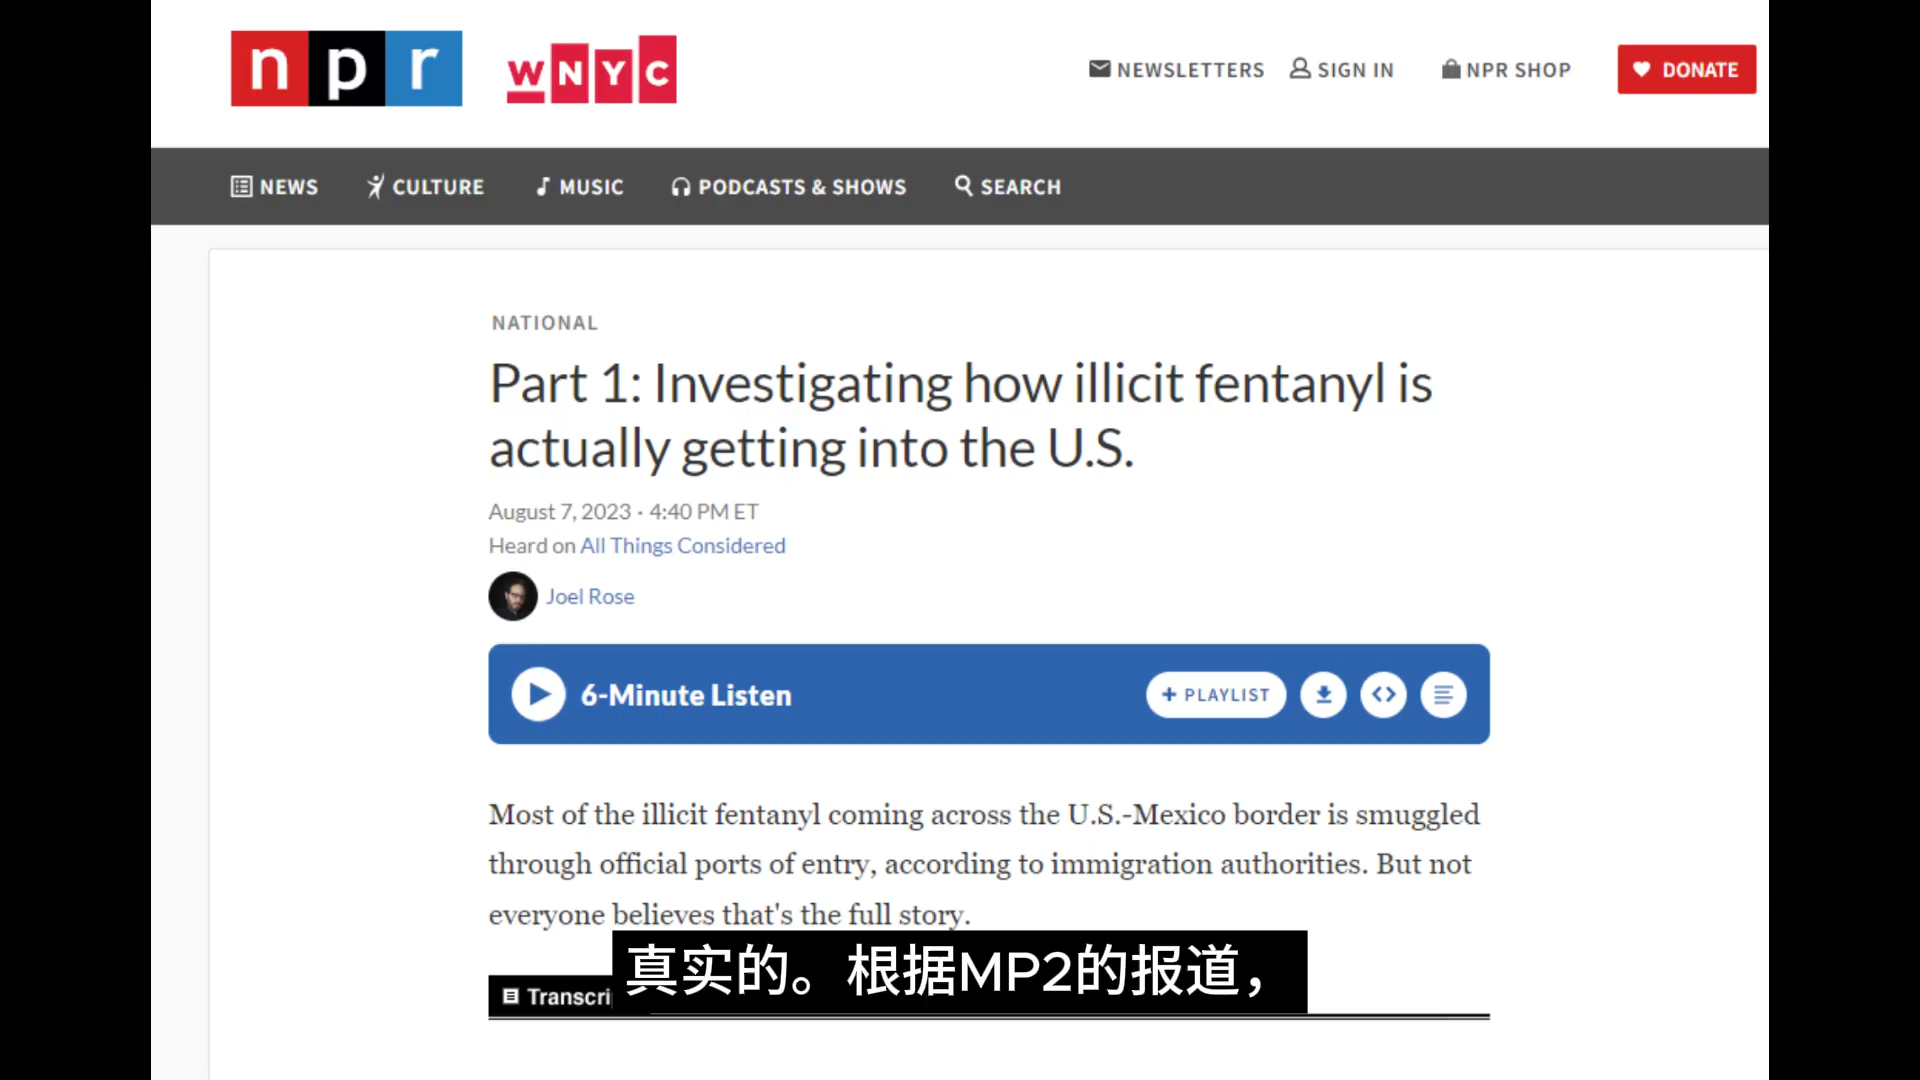 npr WNYC NEWSLETTERS SIGN IN NPR SHOP DONATE
NEWS CULTURE MUSIC PODCASTS & SHOWS SEARCH
NATIONAL
Part 1: Investigating how illicit fentanyl is
actually getting into the U.S.
August 7, 2023 · 4:40 PM ET
Heard on All Things Considered
Joel Rose
6-Minute Listen + PLAYLIST
Most of the illicit fentanyl coming across the U.S.-Mexico border is smuggled
through official ports of entry, according to immigration authorities. But not
everyone believes that's the full story.
真实的。根据MP2的报道，
Transcri